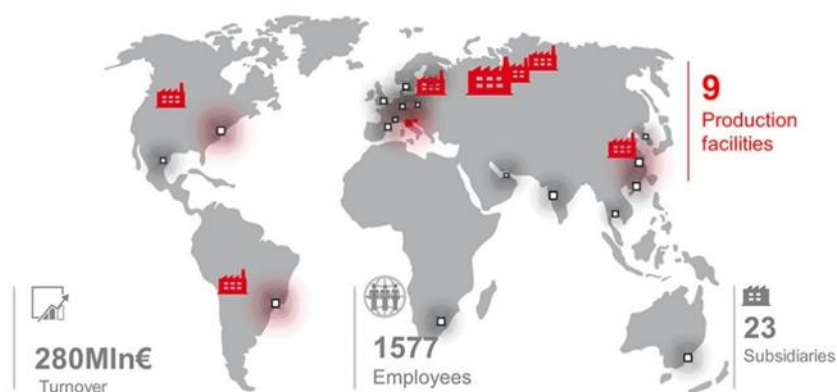 9
Production
facilities
280Mln€
Turnover
1577
Employees
23
Subsidiaries